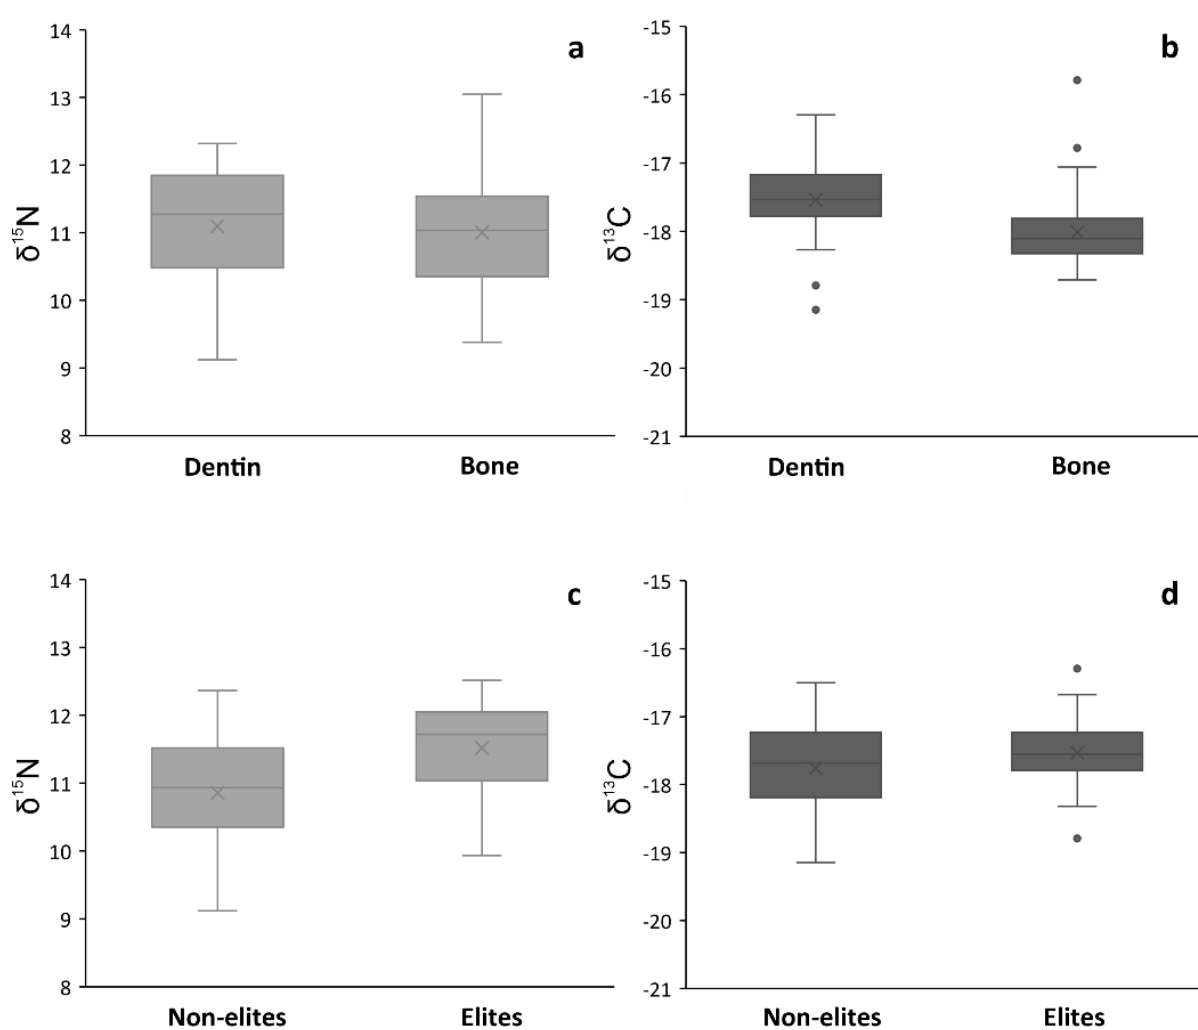 a
14
13
12
11
10
9
8
δ¹⁵N
Dentin Bone
b
-15
-16
-17
-18
-19
-20
-21
δ¹³C
Dentin Bone
c
14
13
12
11
10
9
8
δ¹⁵N
Non-elites Elites
d
-15
-16
-17
-18
-19
-20
-21
δ¹³C
Non-elites Elites